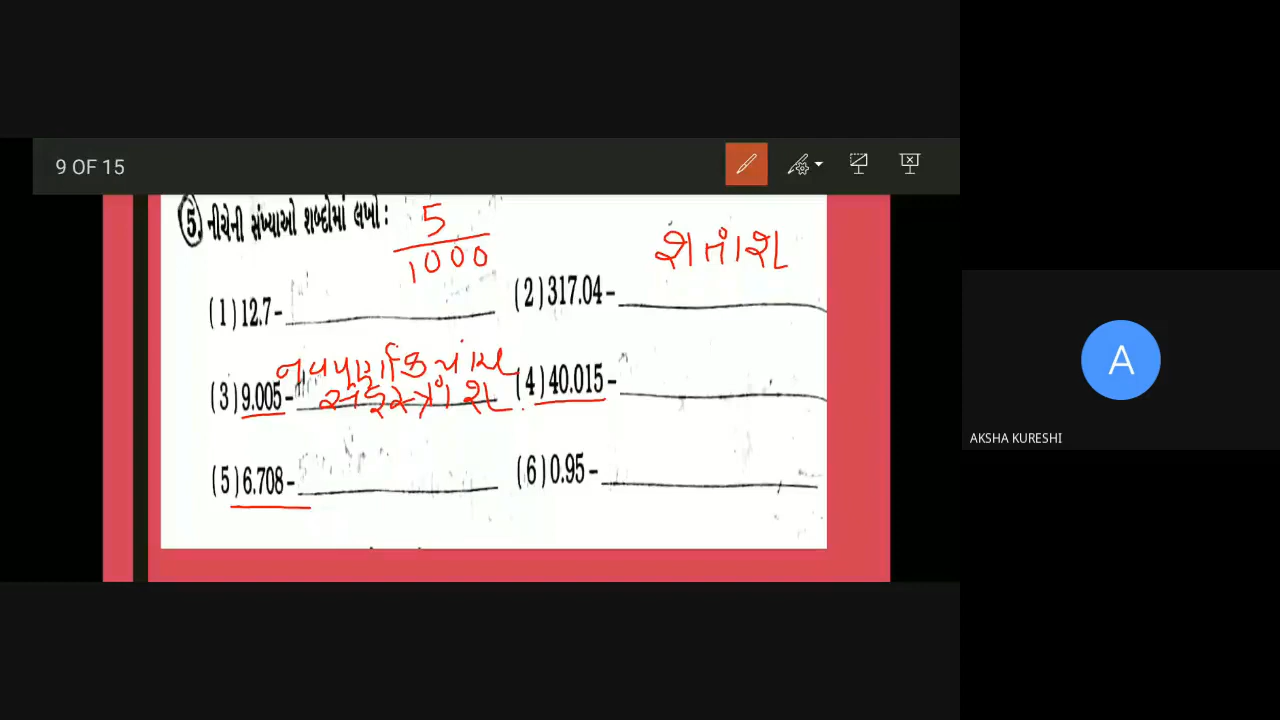 9 OF 15
5. નીચેની સંખ્યાઓ શબ્દોમાં લખો :
5
1000
શતાંશ
(1) 12.7 –
(2) 317.04 –
નવપૂર્ણાંક પાંચ
(3) 9.005 –
સહસ્ત્રાંશ
(4) 40.015 –
(5) 6.708 –
(6) 0.95 –
A
AKSHA KURESHI